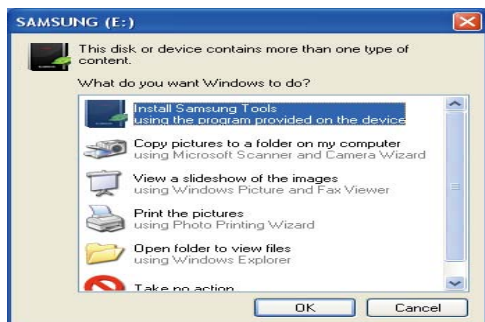 SAMSUNG (E:)
This disk or device contains more than one type of
content.
What do you want Windows to do?
Install Samsung Tools
using the program provided on the device
Copy pictures to a folder on my computer
using Microsoft Scanner and Camera Wizard
View a slideshow of the images
using Windows Picture and Fax Viewer
Print the pictures
using Photo Printing Wizard
Open folder to view files
using Windows Explorer
Take no action
OK
Cancel